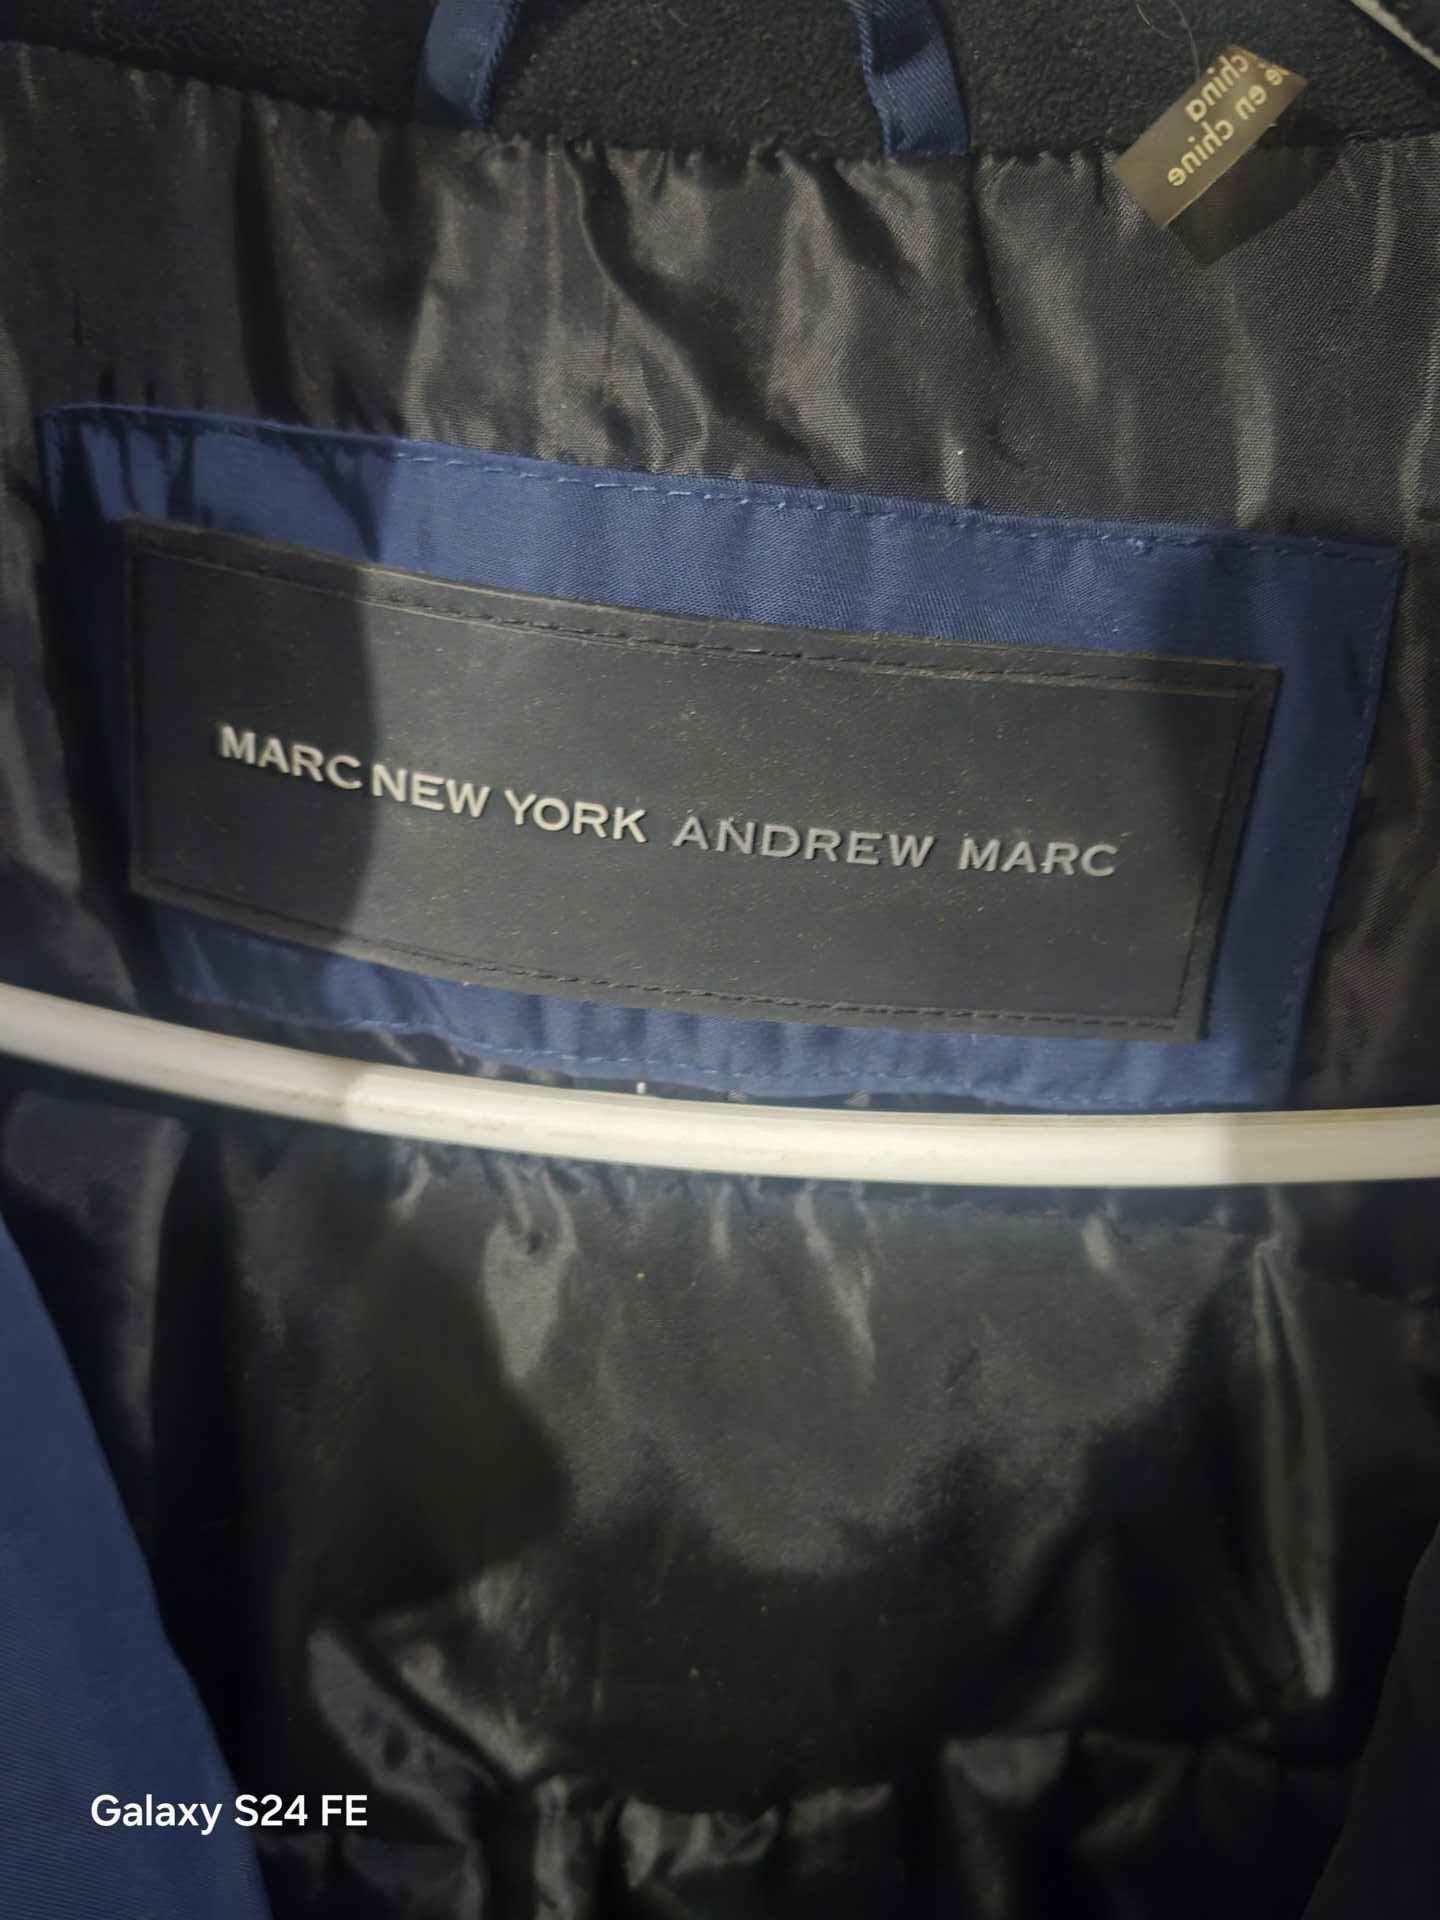 china
en chine
MARC NEW YORK ANDREW MARC
Galaxy S24 FE